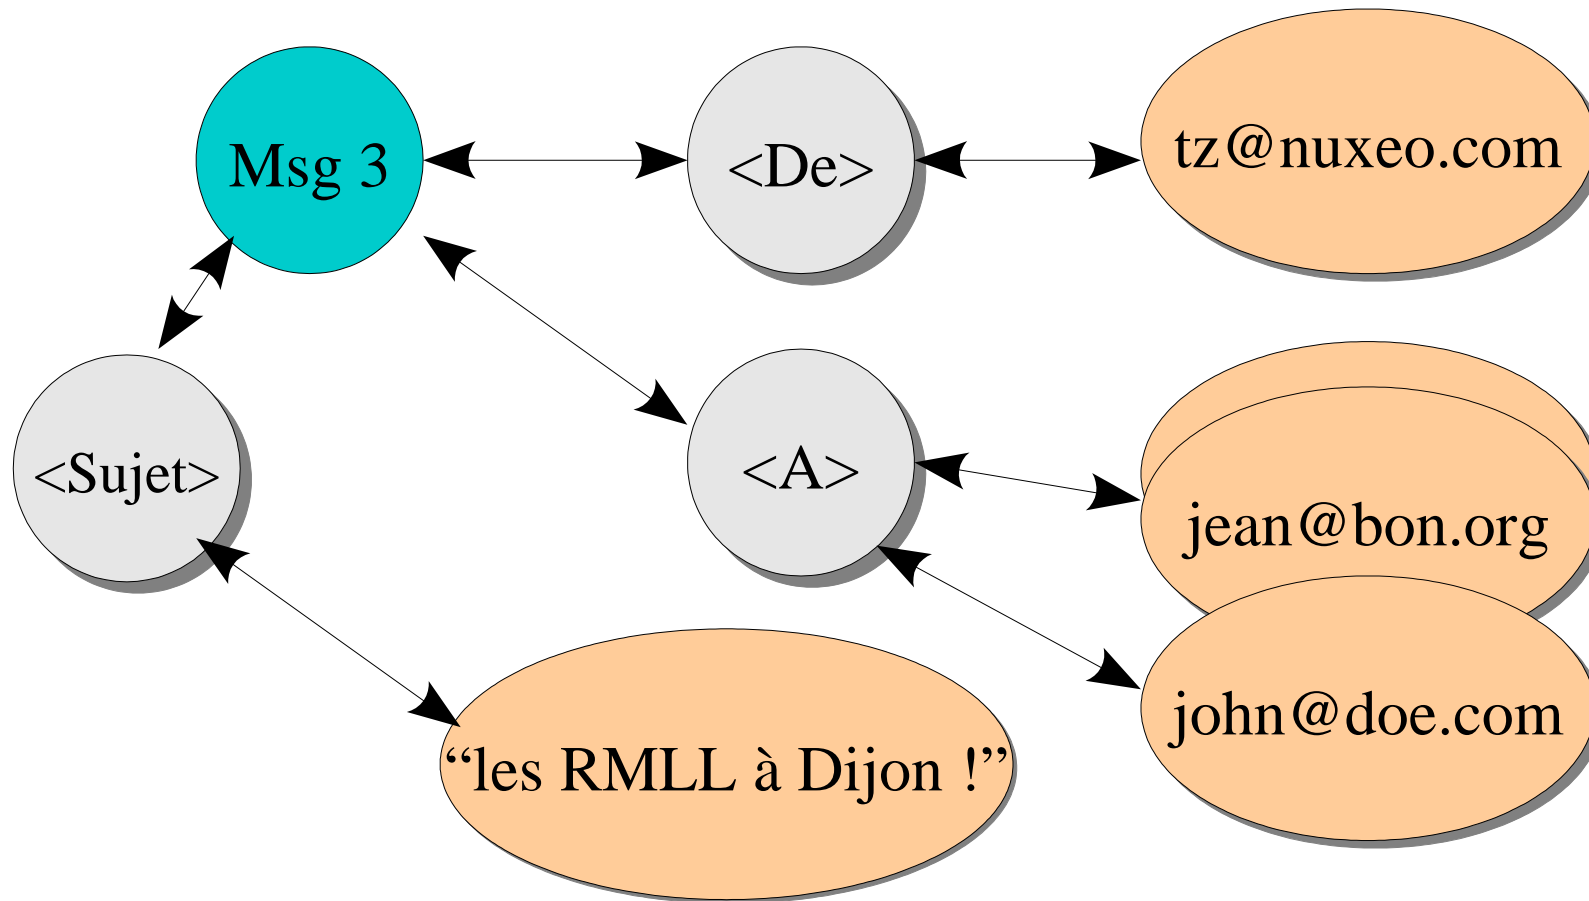 Msg 3
<De>
tz@nuxeo.com
<Sujet>
<A>
jean@bon.org
john@doe.com
“les RMLL à Dijon !”